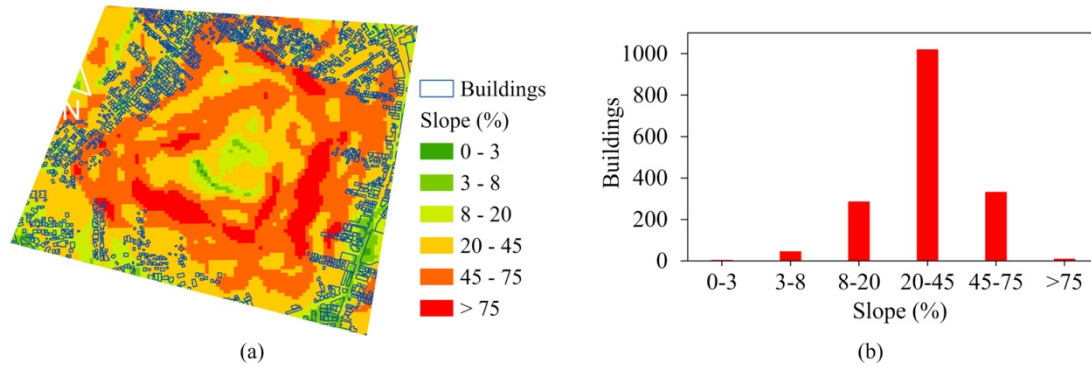 N
Buildings
Slope (%)
0 - 3
3 - 8
8 - 20
20 - 45
45 - 75
> 75
(a)
Buildings
1000
800
600
400
200
0
0-3 3-8 8-20 20-45 45-75 >75
Slope (%)
(b)